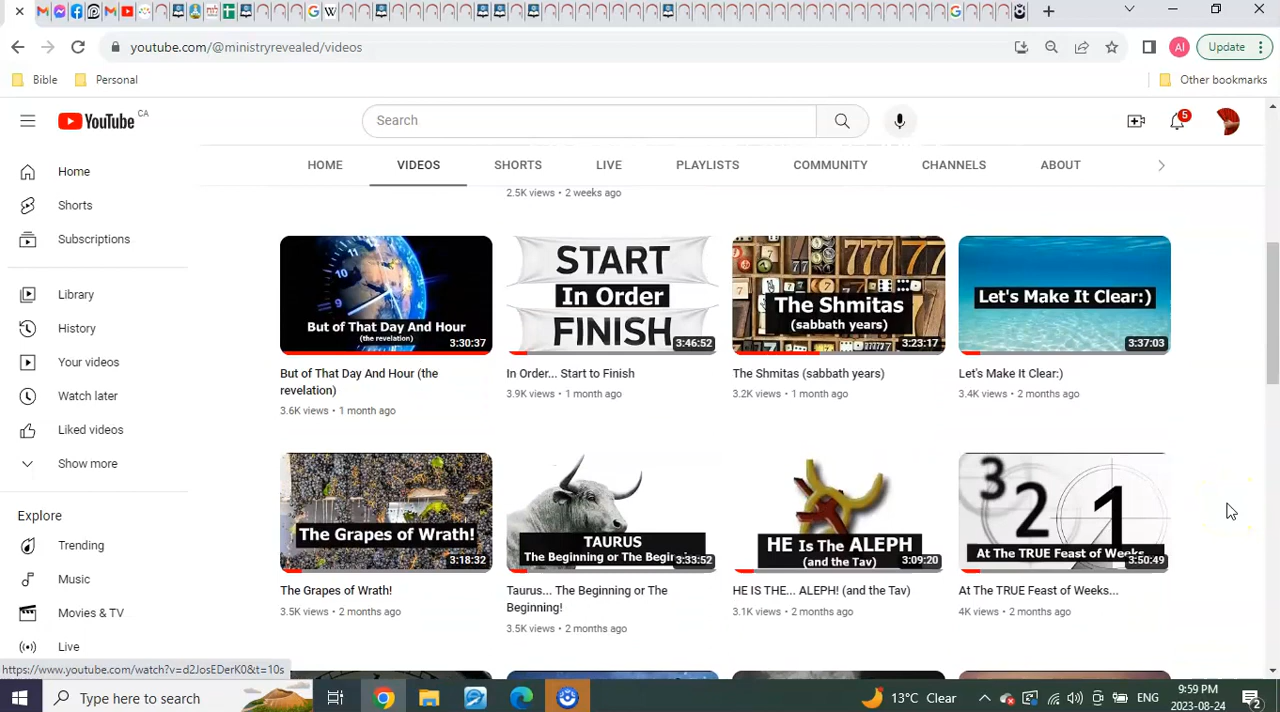 youtube.com/@ministryrevealed/videos
AI
Update
Bible
Personal
Other bookmarks
YouTube CA
Search
5
HOME
VIDEOS
SHORTS
LIVE
PLAYLISTS
COMMUNITY
CHANNELS
ABOUT
Home
Shorts
Subscriptions
Library
History
Your videos
Watch later
Liked videos
Show more
Explore
Trending
Music
Movies & TV
Live
2.5K views • 2 weeks ago
10
9
But of That Day And Hour
(the revelation)
3:30:37
But of That Day And Hour (the
revelation)
3.6K views • 1 month ago
START
In Order
FINISH
3:46:52
In Order... Start to Finish
3.9K views • 1 month ago
777
The Shmitas
(sabbath years)
3:23:17
The Shmitas (sabbath years)
3.2K views • 1 month ago
Let's Make It Clear:)
3:37:03
Let's Make It Clear:)
3.4K views • 2 months ago
The Grapes of Wrath!
3:18:32
The Grapes of Wrath!
3.5K views • 2 months ago
TAURUS
The Beginning or The
3:33:52
Taurus... The Beginning or The
Beginning!
3.5K views • 2 months ago
HE Is The ALEPH
(and the Tav)
3:09:20
HE IS THE... ALEPH! (and the Tav)
3.1K views • 2 months ago
3 2 1
At The TRUE Feast of Weeks...
3:50:49
At The TRUE Feast of Weeks...
4K views • 2 months ago
https://www.youtube.com/watch?v=d2JosEDerK0&t=10s
Type here to search
13°C Clear
ENG
9:59 PM
2023-08-24
2